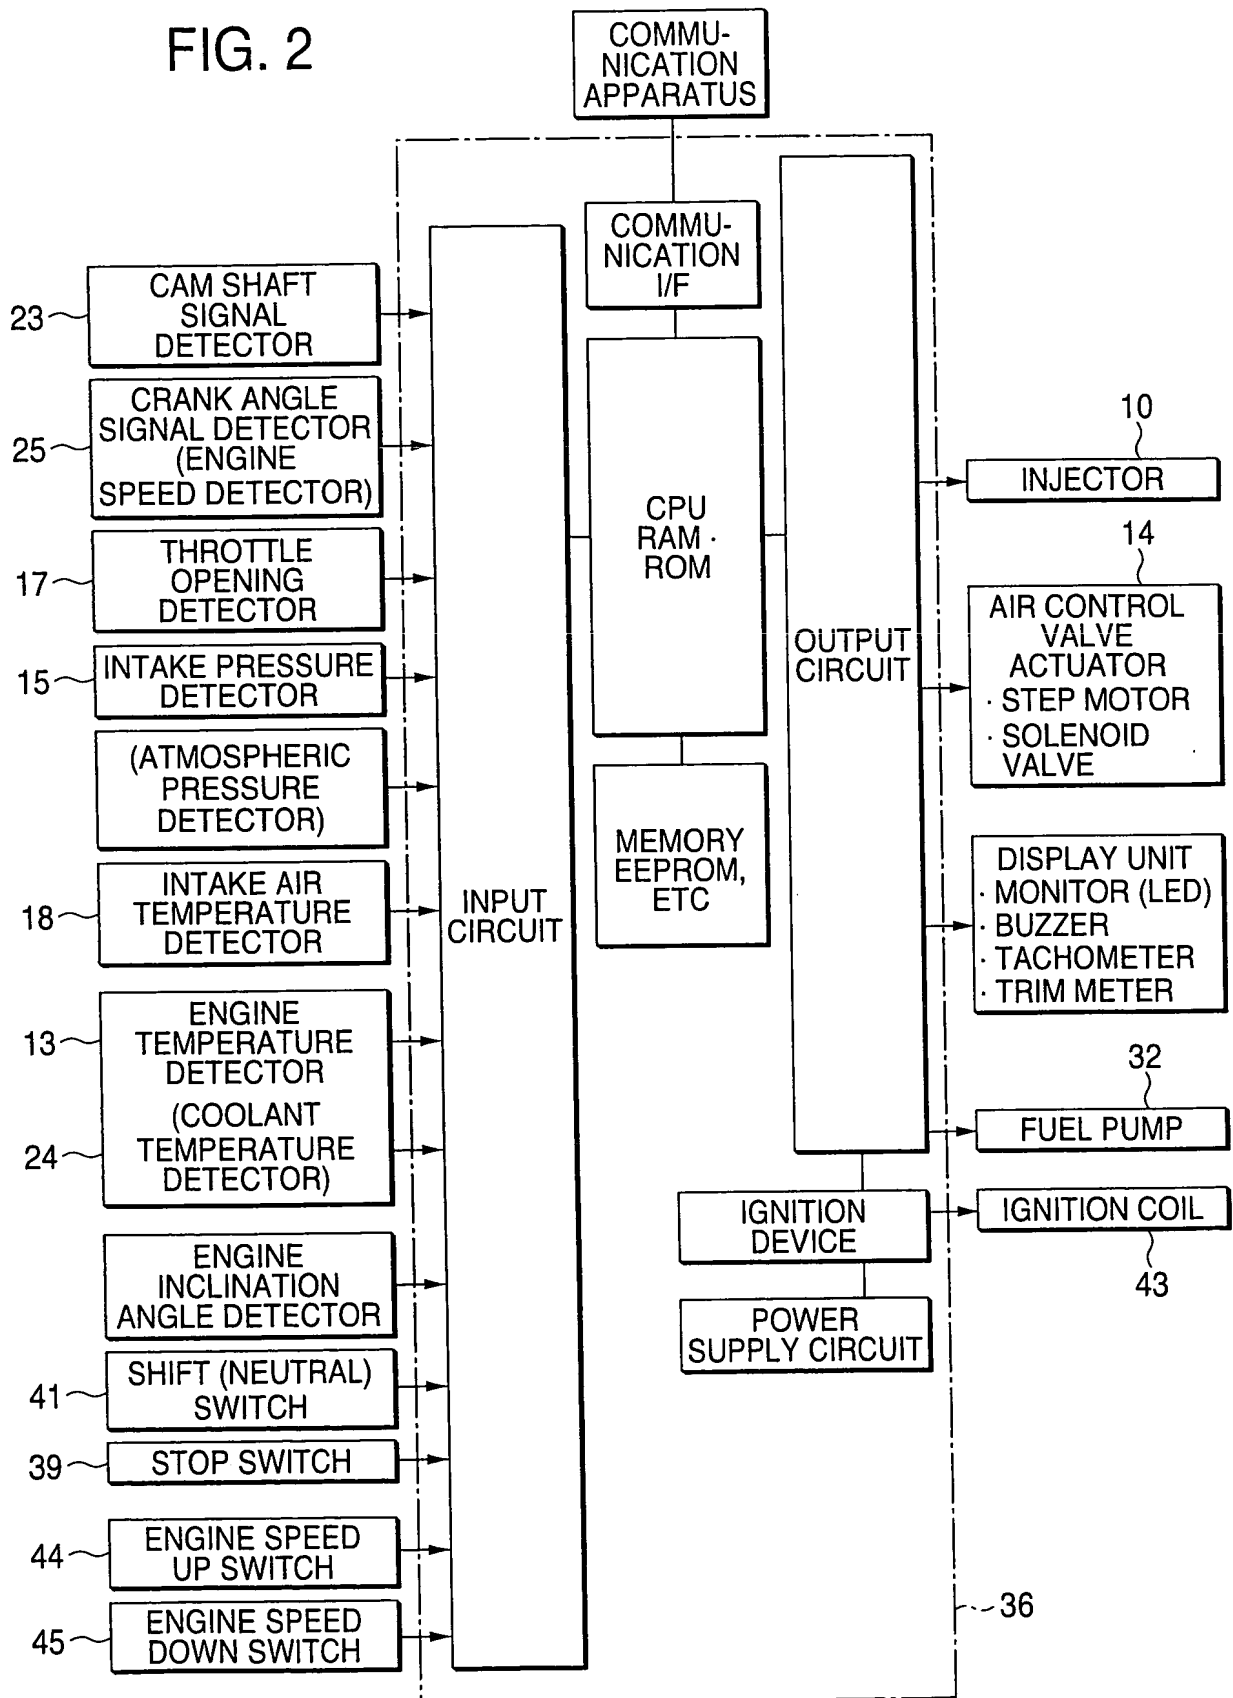 FIG. 2
COMMU-
NICATION
APPARATUS
COMMU-
NICATION
I/F
CPU
RAM ·
ROM
MEMORY
EEPROM,
ETC
INPUT
CIRCUIT
OUTPUT
CIRCUIT
IGNITION
DEVICE
POWER
SUPPLY CIRCUIT
36
23
CAM SHAFT
SIGNAL
DETECTOR
25
CRANK ANGLE
SIGNAL DETECTOR
(ENGINE
SPEED DETECTOR)
17
THROTTLE
OPENING
DETECTOR
15
INTAKE PRESSURE
DETECTOR
(ATMOSPHERIC
PRESSURE
DETECTOR)
18
INTAKE AIR
TEMPERATURE
DETECTOR
13
ENGINE
TEMPERATURE
DETECTOR
24
(COOLANT
TEMPERATURE
DETECTOR)
ENGINE
INCLINATION
ANGLE DETECTOR
41
SHIFT (NEUTRAL)
SWITCH
39
STOP SWITCH
44
ENGINE SPEED
UP SWITCH
45
ENGINE SPEED
DOWN SWITCH
10
INJECTOR
14
AIR CONTROL
VALVE
ACTUATOR
· STEP MOTOR
· SOLENOID
VALVE
DISPLAY UNIT
· MONITOR (LED)
· BUZZER
· TACHOMETER
· TRIM METER
32
FUEL PUMP
IGNITION COIL
43